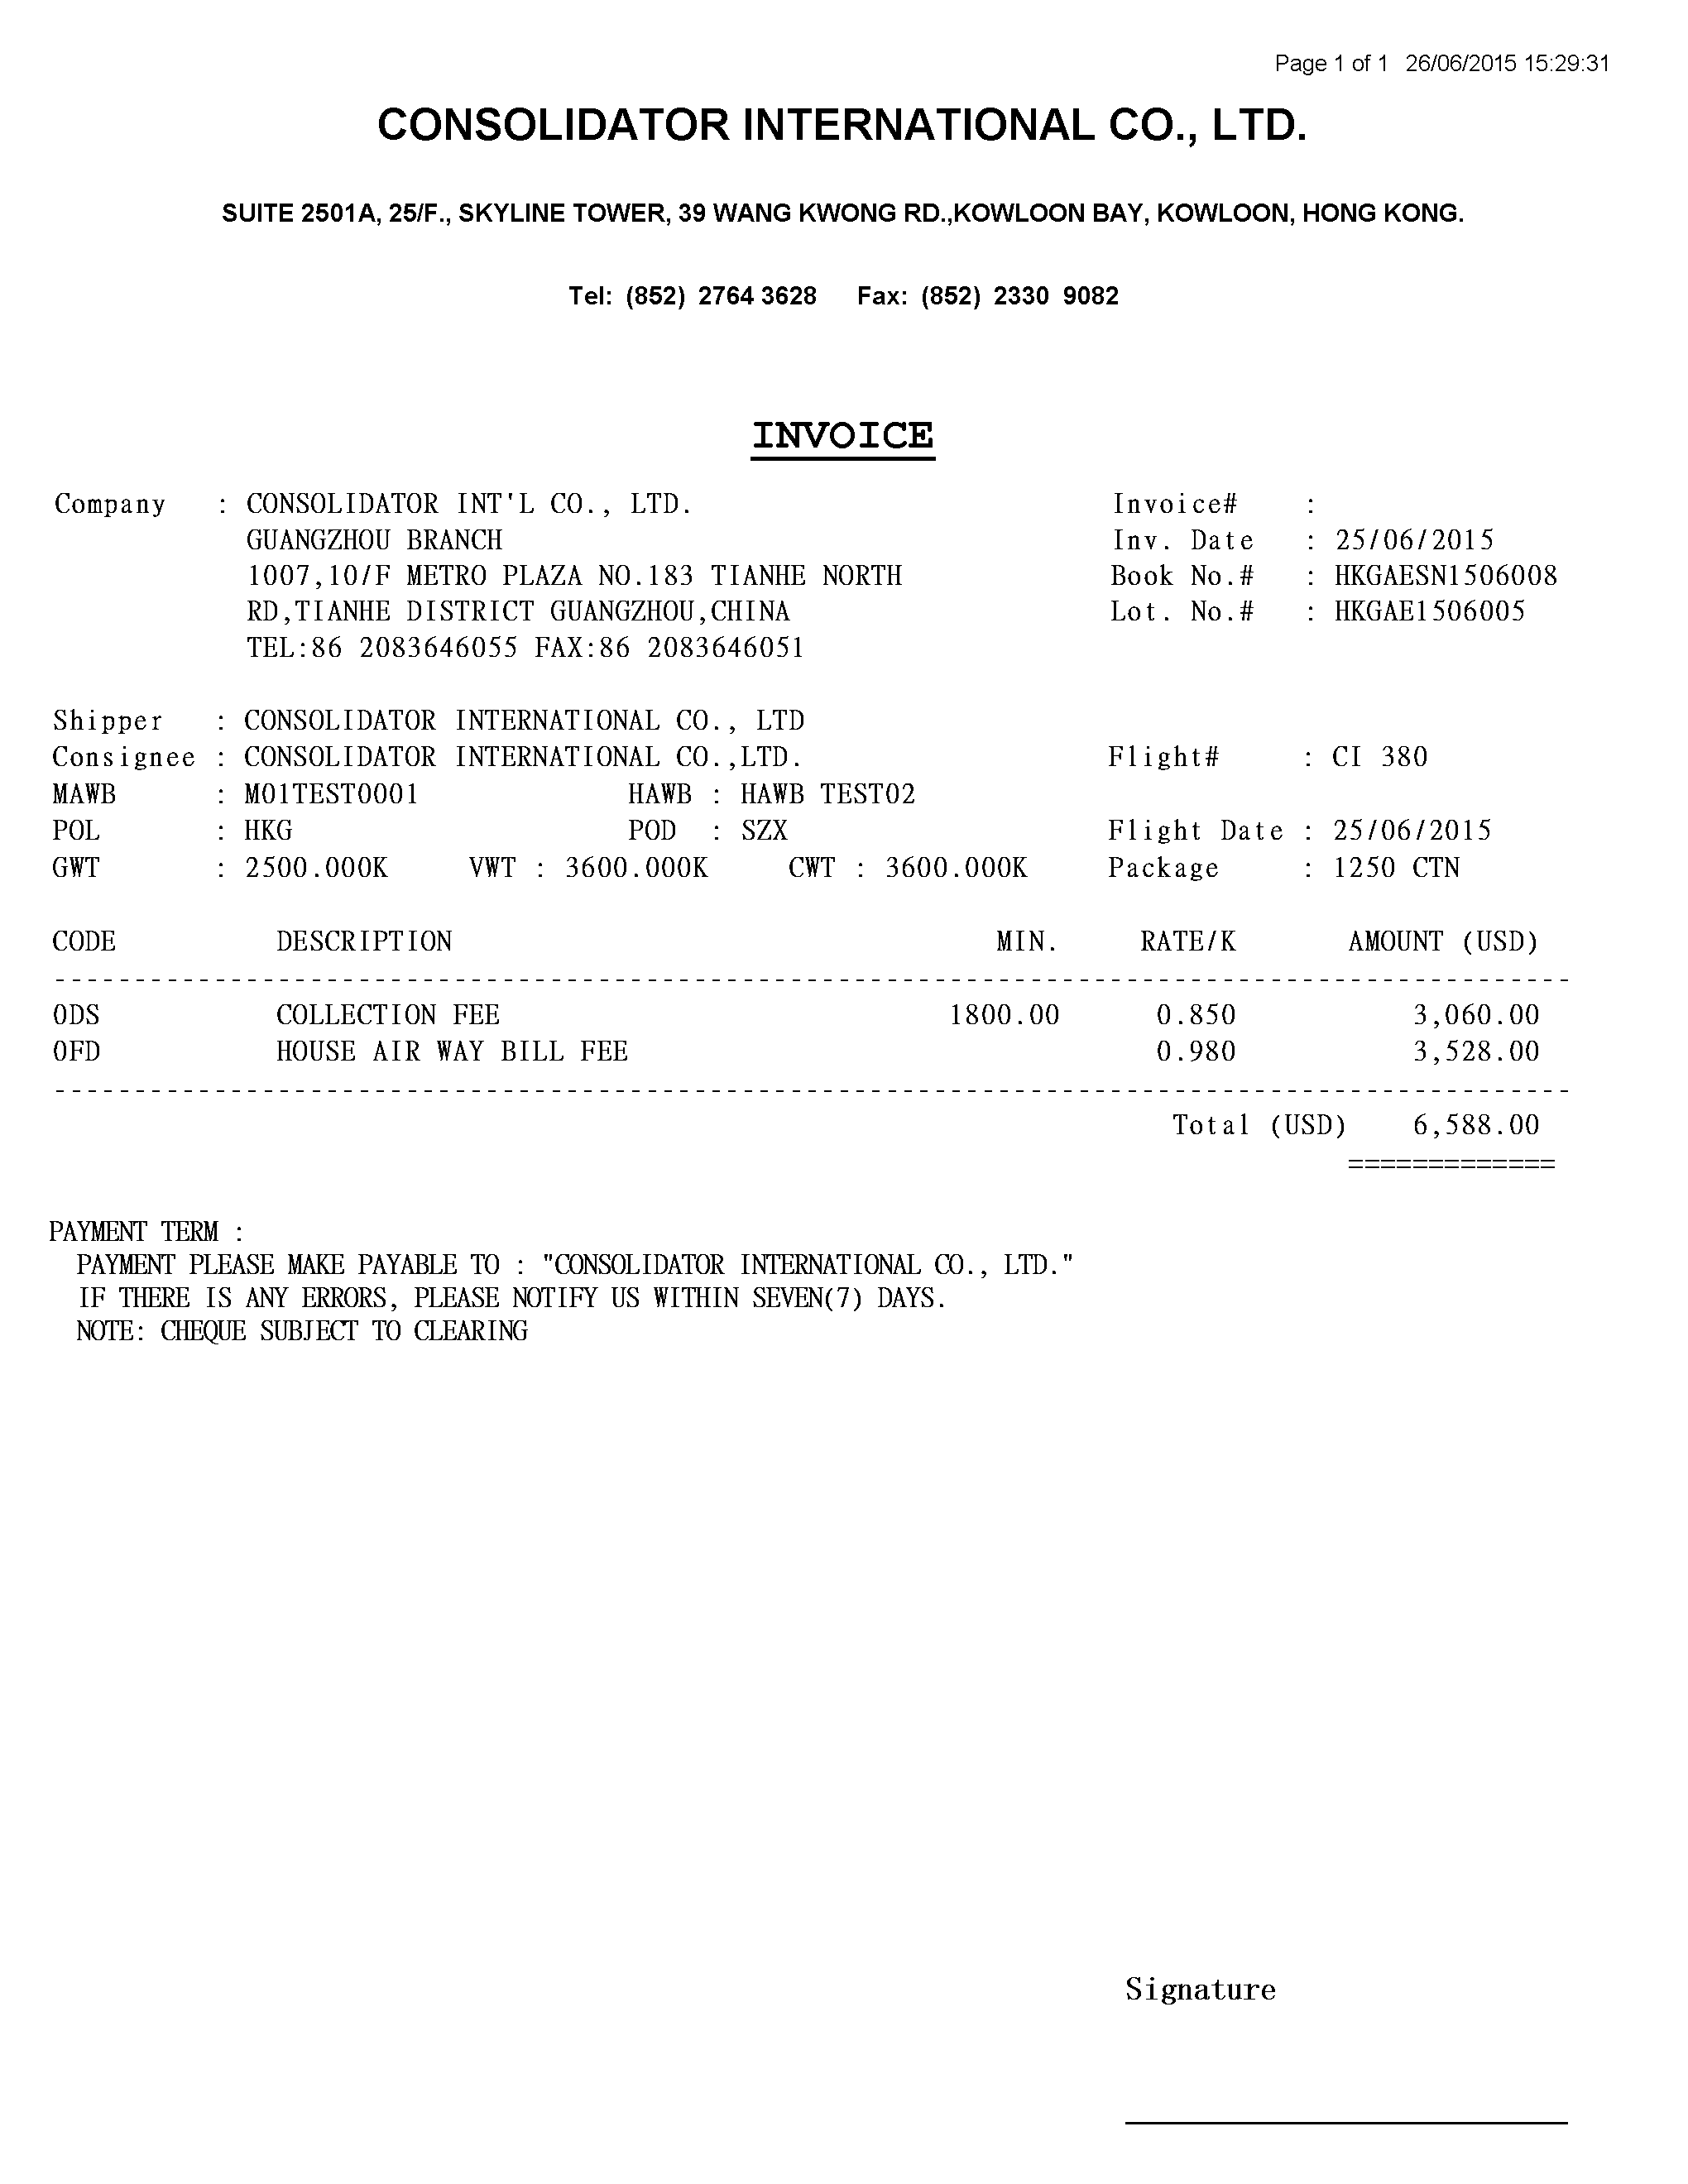 Page 1 of 1 26/06/2015 15:29:31
CONSOLIDATOR INTERNATIONAL CO., LTD.
SUITE 2501A, 25/F., SKYLINE TOWER, 39 WANG KWONG RD.,KOWLOON BAY, KOWLOON, HONG KONG.
Tel: (852) 2764 3628 Fax: (852) 2330 9082
INVOICE
Company : CONSOLIDATOR INT'L CO., LTD. Invoice# :
GUANGZHOU BRANCH Inv. Date : 25/06/2015
1007,10/F METRO PLAZA NO.183 TIANHE NORTH Book No.# : HKGAESN1506008
RD,TIANHE DISTRICT GUANGZHOU,CHINA Lot. No.# : HKGAE1506005
TEL:86 2083646055 FAX:86 2083646051
Shipper : CONSOLIDATOR INTERNATIONAL CO., LTD
Consignee : CONSOLIDATOR INTERNATIONAL CO.,LTD. Flight# : CI 380
MAWB : M01TEST0001 HAWB : HAWB TEST02
POL : HKG POD : SZX Flight Date : 25/06/2015
GWT : 2500.000K VWT : 3600.000K CWT : 3600.000K Package : 1250 CTN
CODE DESCRIPTION MIN. RATE/K AMOUNT (USD)
ODS COLLECTION FEE 1800.00 0.850 3,060.00
OFD HOUSE AIR WAY BILL FEE 0.980 3,528.00
Total (USD) 6,588.00
=============
PAYMENT TERM :
PAYMENT PLEASE MAKE PAYABLE TO : "CONSOLIDATOR INTERNATIONAL CO., LTD."
IF THERE IS ANY ERRORS, PLEASE NOTIFY US WITHIN SEVEN(7) DAYS.
NOTE: CHEQUE SUBJECT TO CLEARING
Signature